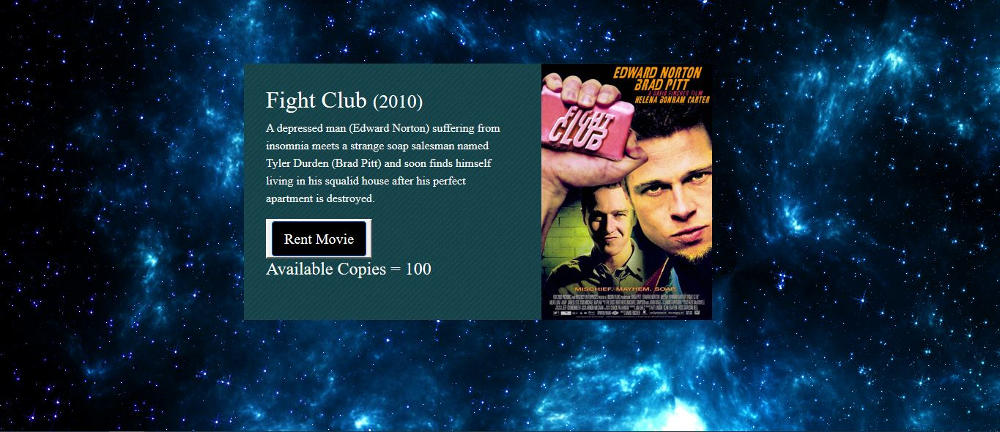 Fight Club (2010)
A depressed man (Edward Norton) suffering from
insomnia meets a strange soap salesman named
Tyler Durden (Brad Pitt) and soon finds himself
living in his squalid house after his perfect
apartment is destroyed.
Rent Movie
Available Copies = 100
EDWARD NORTON
BRAD PITT
A DAVID FINCHER FILM
HELENA BONHAM CARTER
FIGHT
CLUB
MISCHIEF. MAYHEM. SOAP.